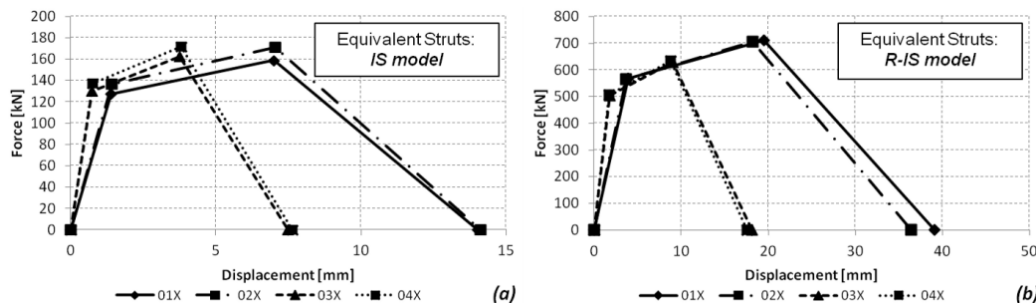 200
180
160
140
120
100
80
60
40
20
0
Force [kN]
Equivalent Struts:
IS model
0 5 10 15
Displacement [mm]
01X 02X 03X 04X
(a)
800
700
600
500
400
300
200
100
0
Force [kN]
Equivalent Struts:
R-IS model
0 10 20 30 40 50
Displacement [mm]
01X 02X 03X 04X
(b)